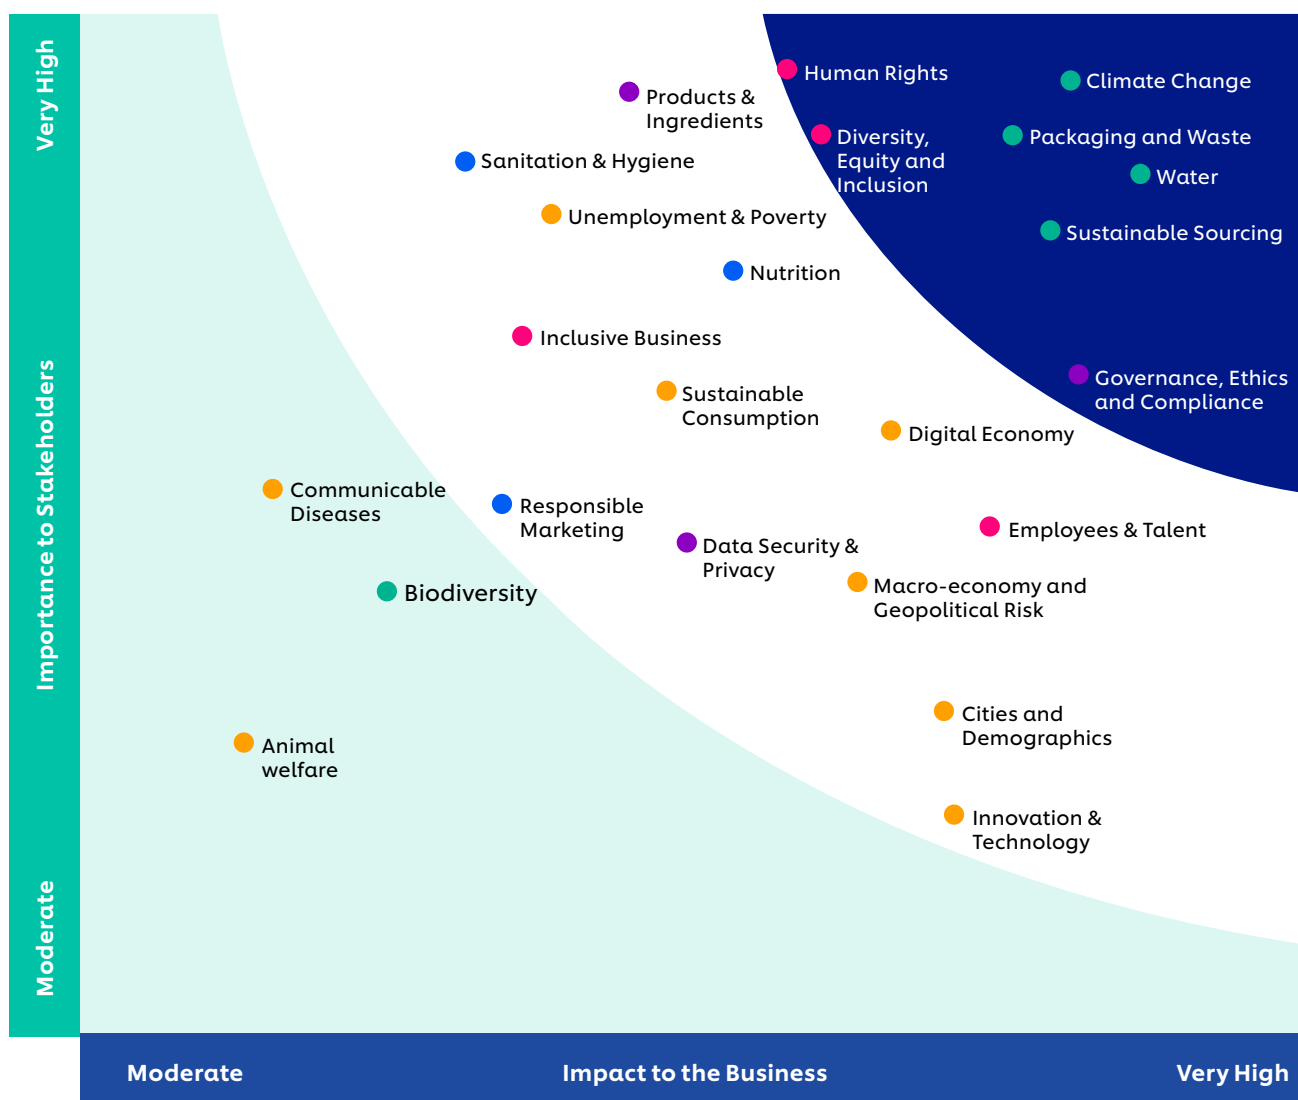 Very High
Importance to Stakeholders
Moderate
Human Rights
Climate Change
Products &
Ingredients
Diversity,
Equity and
Inclusion
Packaging and Waste
Sanitation & Hygiene
Water
Unemployment & Poverty
Sustainable Sourcing
Nutrition
Inclusive Business
Sustainable
Consumption
Governance, Ethics
and Compliance
Digital Economy
Communicable
Diseases
Responsible
Marketing
Employees & Talent
Data Security &
Privacy
Macro-economy and
Geopolitical Risk
Biodiversity
Cities and
Demographics
Animal
welfare
Innovation &
Technology
Moderate
Impact to the Business
Very High